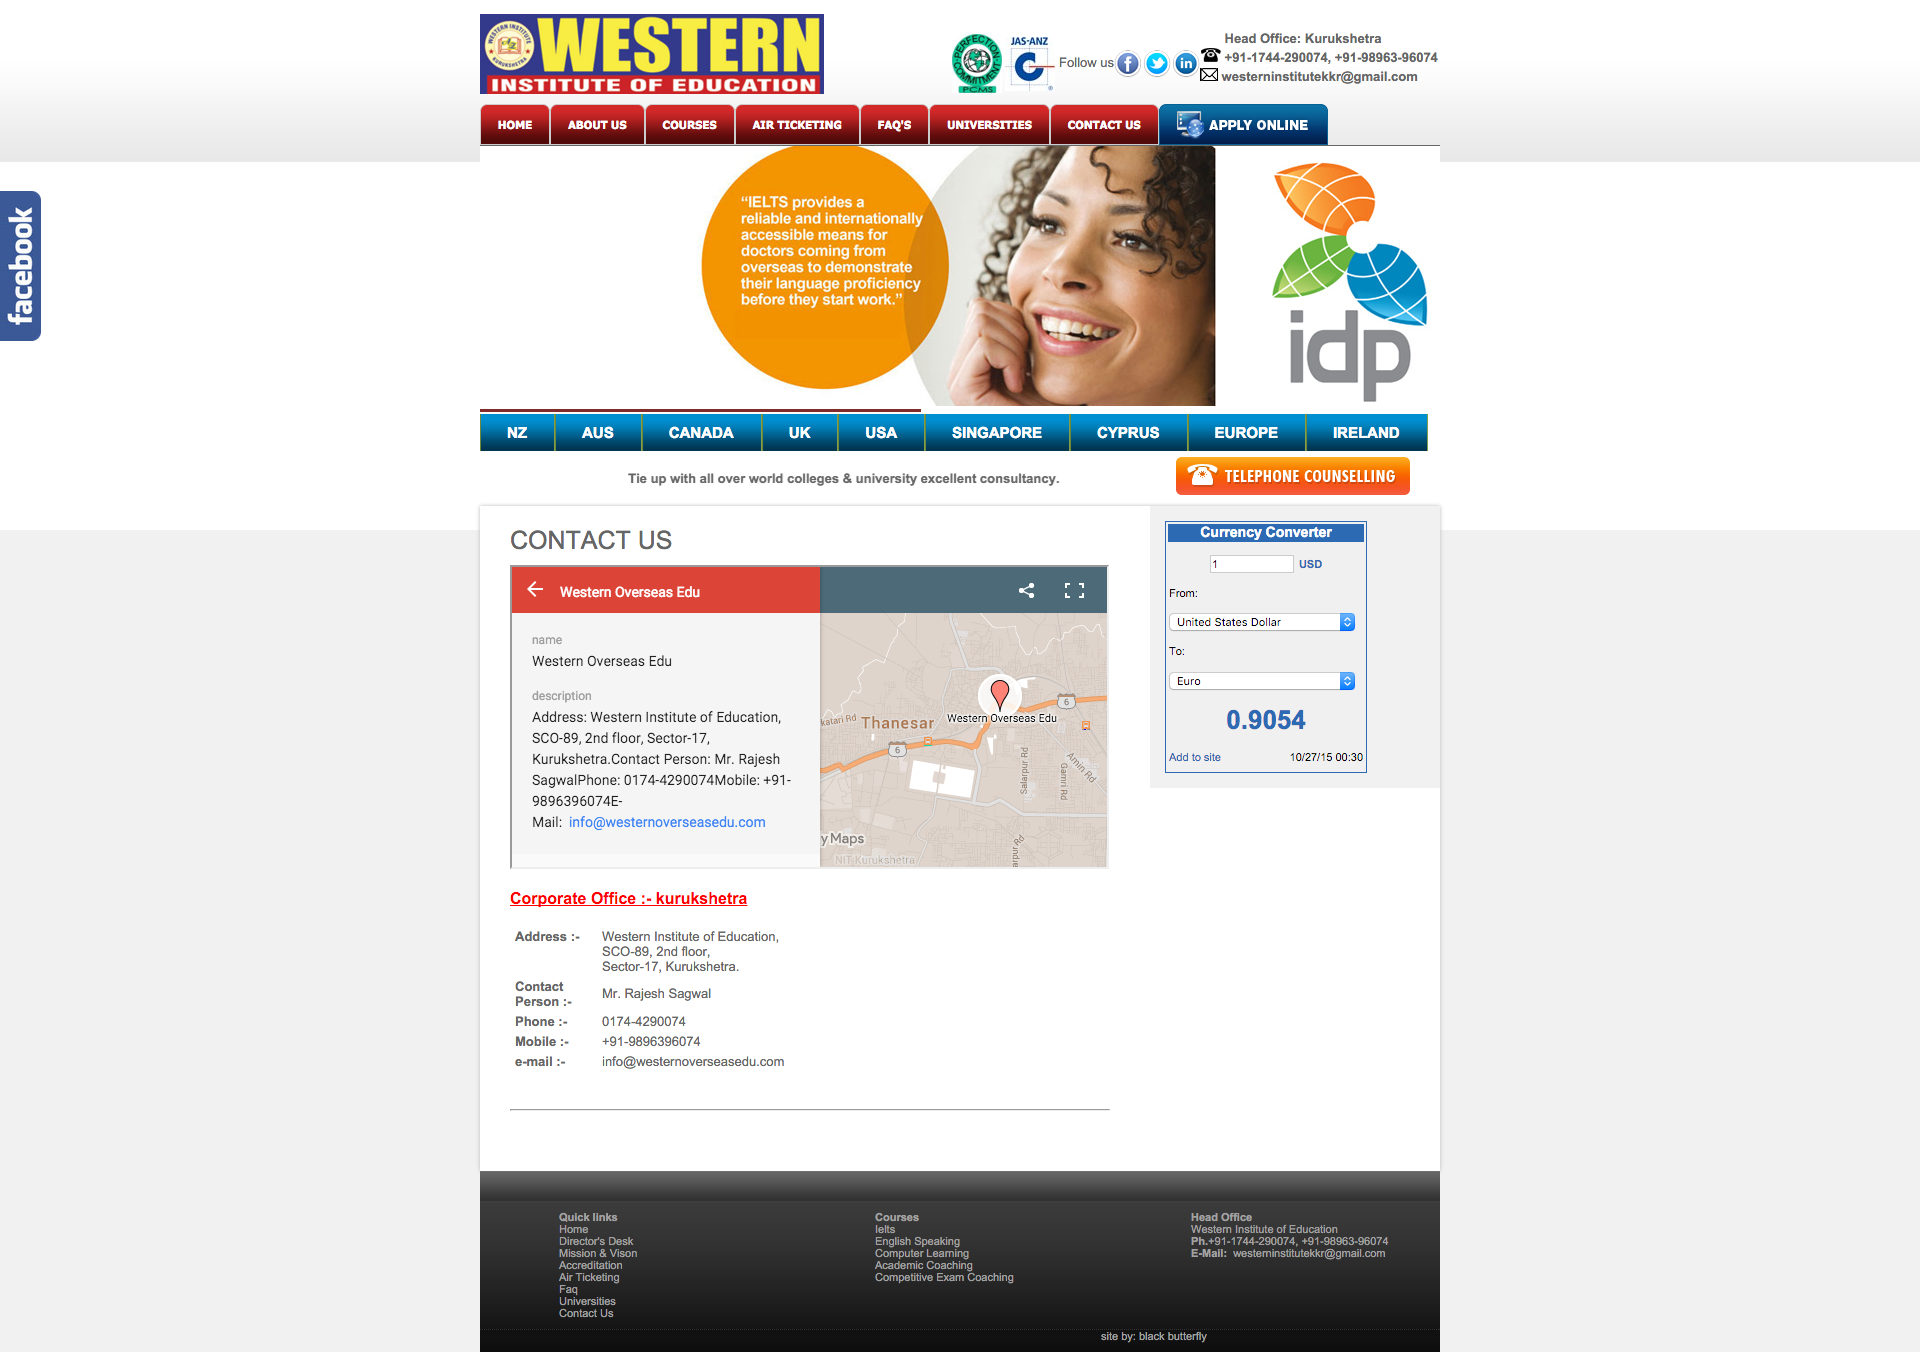 WESTERN INSTITUTE
KURUKSHETRA
WESTERN
INSTITUTE OF EDUCATION
PERFECTION
COMMITMENT
PCMS
JAS-ANZ
Follow us
Head Office: Kurukshetra
+91-1744-290074, +91-98963-96074
westerninstitutekkr@gmail.com
HOME
ABOUT US
COURSES
AIR TICKETING
FAQ'S
UNIVERSITIES
CONTACT US
APPLY ONLINE
facebook
“IELTS provides a
reliable and internationally
accessible means for
doctors coming from
overseas to demonstrate
their language proficiency
before they start work.”
idp
NZ
AUS
CANADA
UK
USA
SINGAPORE
CYPRUS
EUROPE
IRELAND
Tie up with all over world colleges & university excellent consultancy.
TELEPHONE COUNSELLING
CONTACT US
Western Overseas Edu
name
Western Overseas Edu
description
Address: Western Institute of Education,
SCO-89, 2nd floor, Sector-17,
Kurukshetra.Contact Person: Mr. Rajesh
SagwalPhone: 0174-4290074Mobile: +91-
9896396074E-
Mail: info@westernoverseasedu.com
katari Rd
Thanesar
Western Overseas Edu
6
6
Salarpur Rd
Gamri Rd
Amin Rd
arpur Rd
y Maps
NIT Kurukshetra
Currency Converter
1 USD
From:
United States Dollar
To:
Euro
0.9054
Add to site 10/27/15 00:30
Corporate Office :- kurukshetra
Address :- Western Institute of Education,
SCO-89, 2nd floor,
Sector-17, Kurukshetra.
Contact
Person :- Mr. Rajesh Sagwal
Phone :- 0174-4290074
Mobile :- +91-9896396074
e-mail :- info@westernoverseasedu.com
Quick links
Home
Director's Desk
Mission & Vison
Accreditation
Air Ticketing
Faq
Universities
Contact Us
Courses
Ielts
English Speaking
Computer Learning
Academic Coaching
Competitive Exam Coaching
Head Office
Western Institute of Education
Ph.+91-1744-290074, +91-98963-96074
E-Mail: westerninstitutekkr@gmail.com
site by: black butterfly